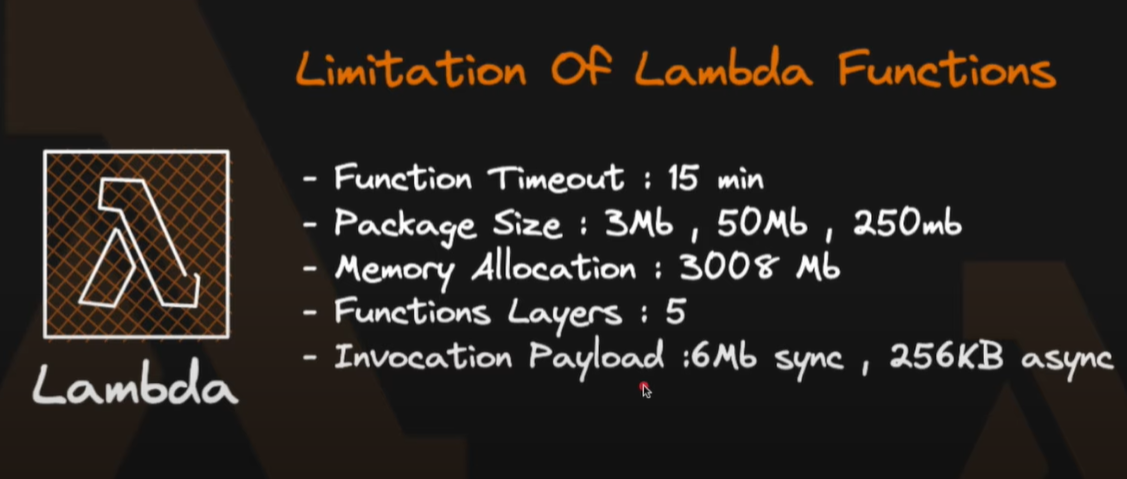 Limitation Of Lambda Functions
- Function Timeout : 15 min
- Package Size : 3Mb , 50Mb , 250mb
- Memory Allocation : 3008 Mb
- Functions Layers : 5
- Invocation Payload :6Mb sync , 256KB async
Lambda